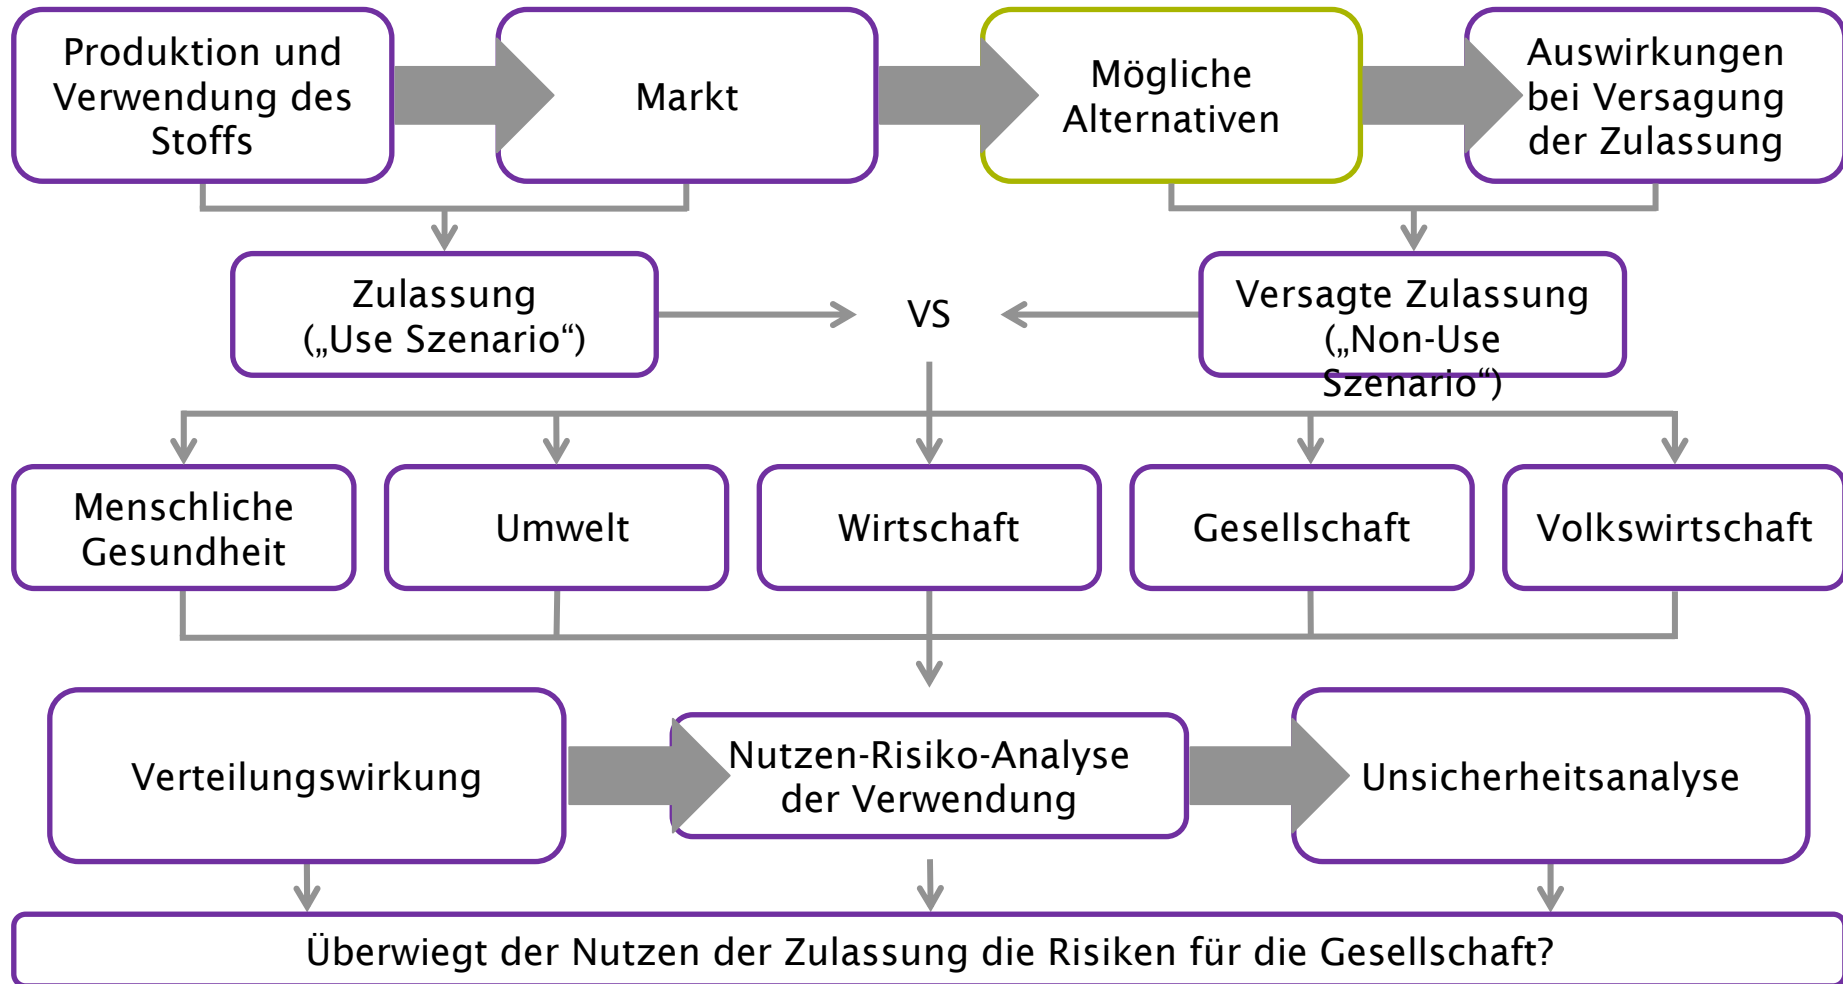 Produktion und
Verwendung des
Stoffs
Markt
Mögliche
Alternativen
Auswirkungen
bei Versagung
der Zulassung
Zulassung
(„Use Szenario“)
VS
Versagte Zulassung
(„Non-Use
Szenario“)
Menschliche
Gesundheit
Umwelt
Wirtschaft
Gesellschaft
Volkswirtschaft
Verteilungswirkung
Nutzen-Risiko-Analyse
der Verwendung
Unsicherheitsanalyse
Überwiegt der Nutzen der Zulassung die Risiken für die Gesellschaft?